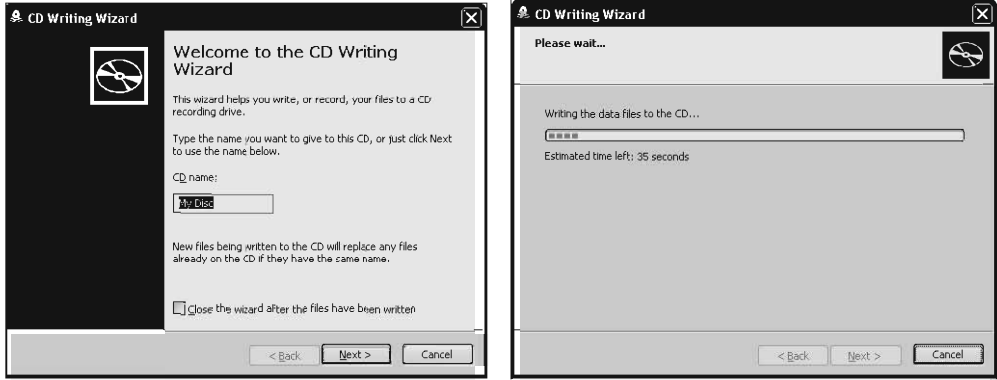 CD Writing Wizard
Welcome to the CD Writing
Wizard
This wizard helps you write, or record, your files to a CD
recording drive.
Type the name you want to give to this CD, or just click Next
to use the name below.
CD name:
My Disc
New files being written to the CD will replace any files
already on the CD if they have the same name.
Close the wizard after the files have been written
< Back
Next >
Cancel
CD Writing Wizard
Please wait...
Writing the data files to the CD...
Estimated time left: 35 seconds
< Back
Next >
Cancel